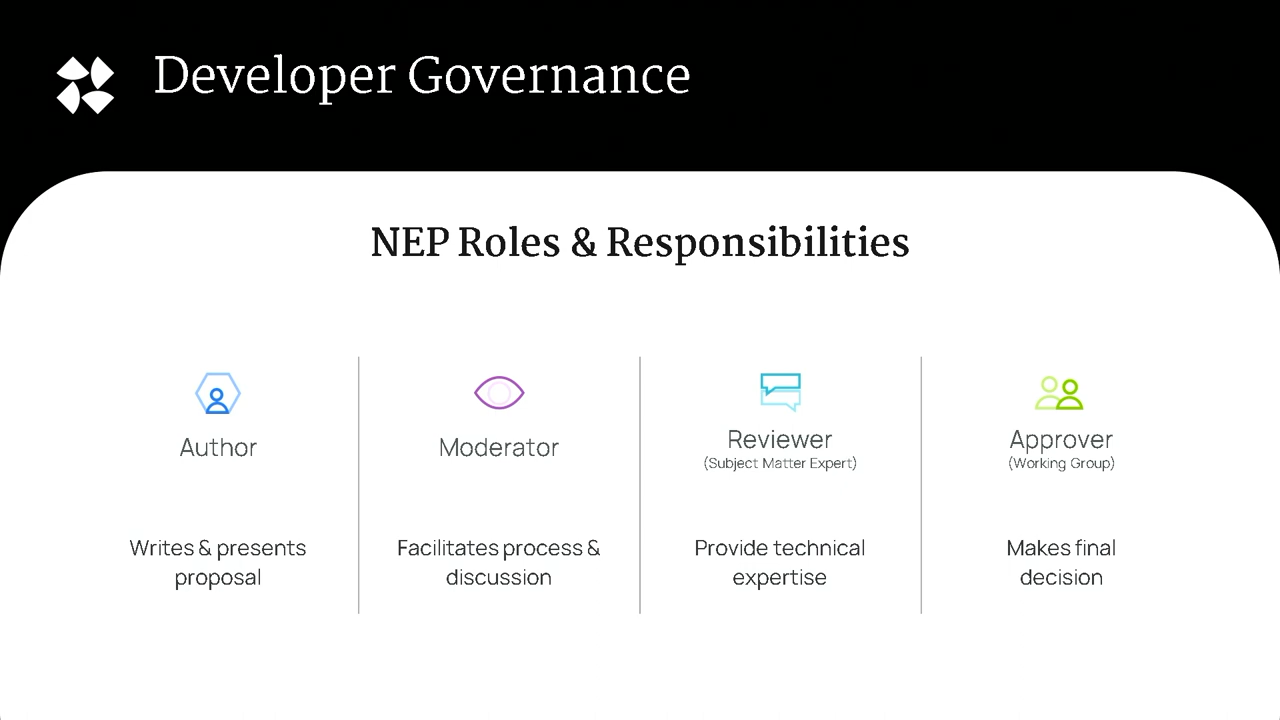 Developer Governance
NEP Roles & Responsibilities
Author
Writes & presents
proposal
Moderator
Facilitates process &
discussion
Reviewer
(Subject Matter Expert)
Provide technical
expertise
Approver
(Working Group)
Makes final
decision